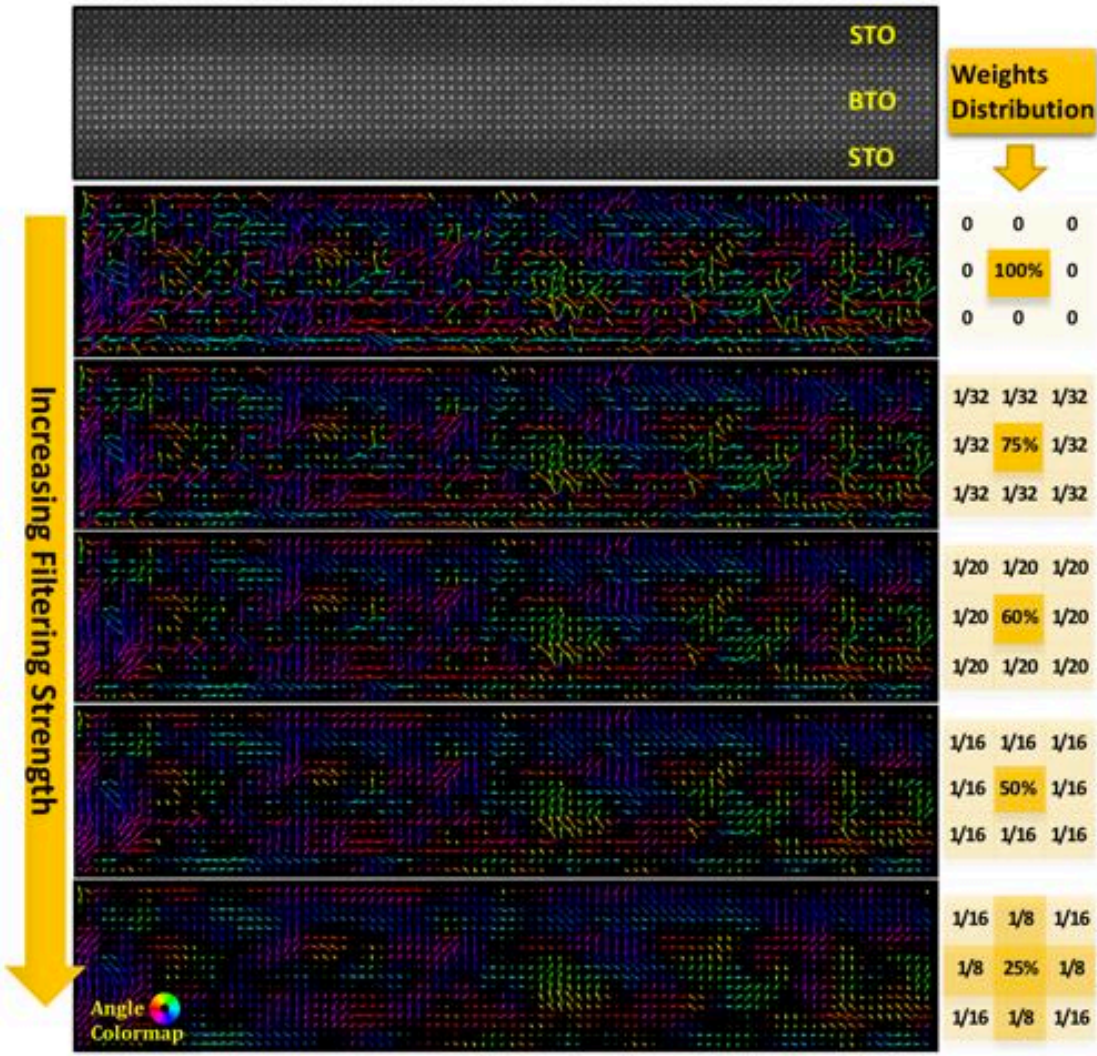 STO
BTO
STO
Weights
Distribution
Increasing Filtering Strength
0 0 0
0 100% 0
0 0 0
1/32 1/32 1/32
1/32 75% 1/32
1/32 1/32 1/32
1/20 1/20 1/20
1/20 60% 1/20
1/20 1/20 1/20
1/16 1/16 1/16
1/16 50% 1/16
1/16 1/16 1/16
1/16 1/8 1/16
1/8 25% 1/8
1/16 1/8 1/16
Angle
Colormap